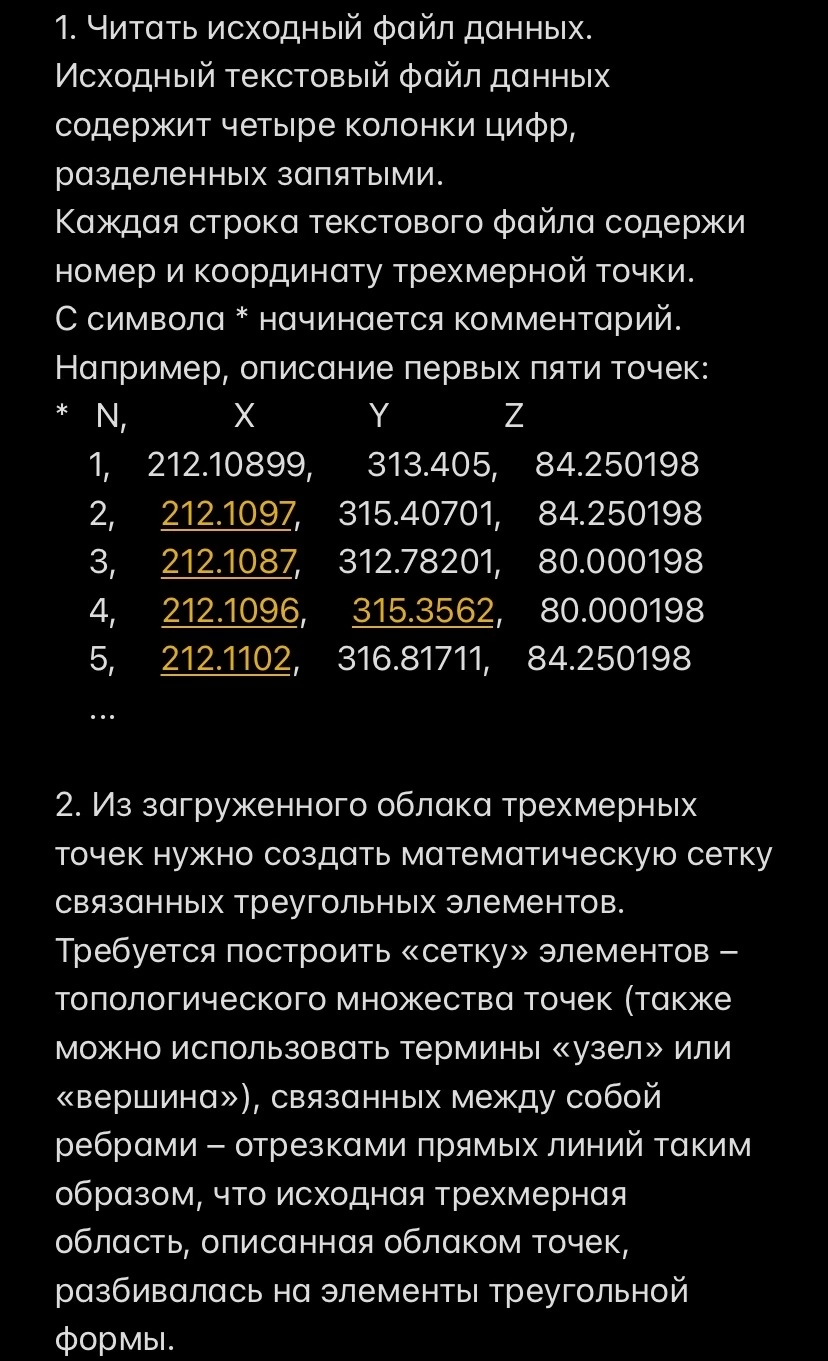 1. Читать исходный файл данных.
Исходный текстовый файл данных
содержит четыре колонки цифр,
разделенных запятыми.
Каждая строка текстового файла содержи
номер и координату трехмерной точки.
С символа * начинается комментарий.
Например, описание первых пяти точек:
* N, X Y Z
1, 212.10899, 313.405, 84.250198
2, 212.1097, 315.40701, 84.250198
3, 212.1087, 312.78201, 80.000198
4, 212.1096, 315.3562, 80.000198
5, 212.1102, 316.81711, 84.250198
...
2. Из загруженного облака трехмерных
точек нужно создать математическую сетку
связанных треугольных элементов.
Требуется построить «сетку» элементов –
топологического множества точек (также
можно использовать термины «узел» или
«вершина»), связанных между собой
ребрами – отрезками прямых линий таким
образом, что исходная трехмерная
область, описанная облаком точек,
разбивалась на элементы треугольной
формы.